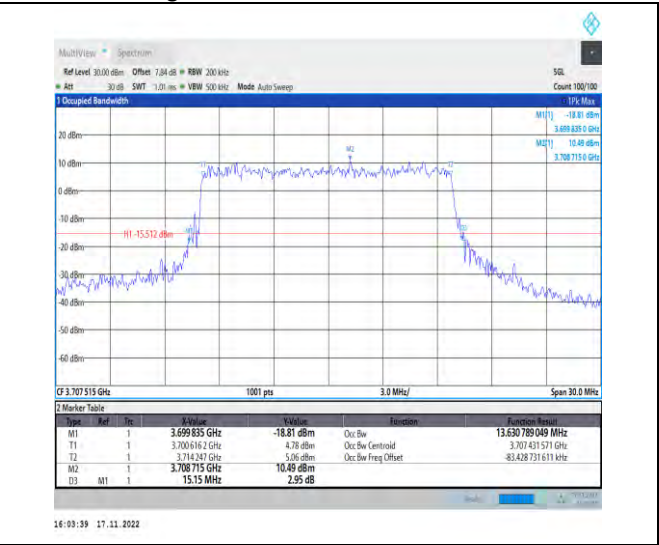 MultiView Spectrum
Ref Level 30.00 dBm Offset 7.84 dB RBW 200 kHz SGL
Att 30 dB SWT 1.01 ms VBW 500 kHz Mode Auto Sweep Count 100/100
1 Occupied Bandwidth 1Pk Max
M1[1] -18.81 dBm
3.699 835 0 GHz
M2[1] 10.49 dBm
3.708 715 0 GHz
20 dBm
M2
10 dBm
T1 T2
0 dBm
-10 dBm
H1 -15.512 dBm M1 D3
-20 dBm
-30 dBm
-40 dBm
-50 dBm
-60 dBm
CF 3.707 515 GHz 1001 pts 3.0 MHz/ Span 30.0 MHz
2 Marker Table
Type Ref Trc X-Value Y-Value Function Function Result
M1 1 3.699 835 GHz -18.81 dBm Occ Bw 13.630 789 049 MHz
T1 1 3.700 616 2 GHz 4.78 dBm Occ Bw Centroid 3.707 431 571 GHz
T2 1 3.714 247 GHz 5.06 dBm Occ Bw Freq Offset -83.428 731 611 kHz
M2 1 3.708 715 GHz 10.49 dBm
D3 M1 1 15.15 MHz 2.95 dB
16:03:39 17.11.2022